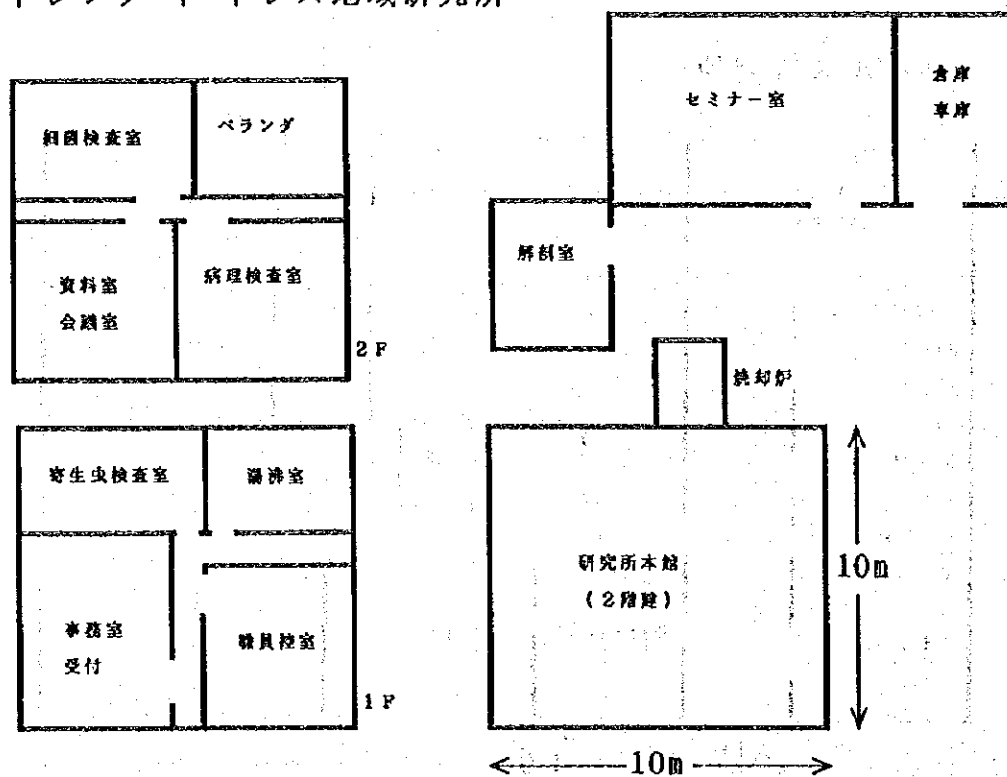 細菌検査室
ベランダ
資料室
会議室
病理検査室
2F
寄生虫検査室
湯沸室
事務室
受付
職員控室
1F
セミナー室
倉庫
車庫
解剖室
焼却炉
研究所本館
(2階建)
10m
10m